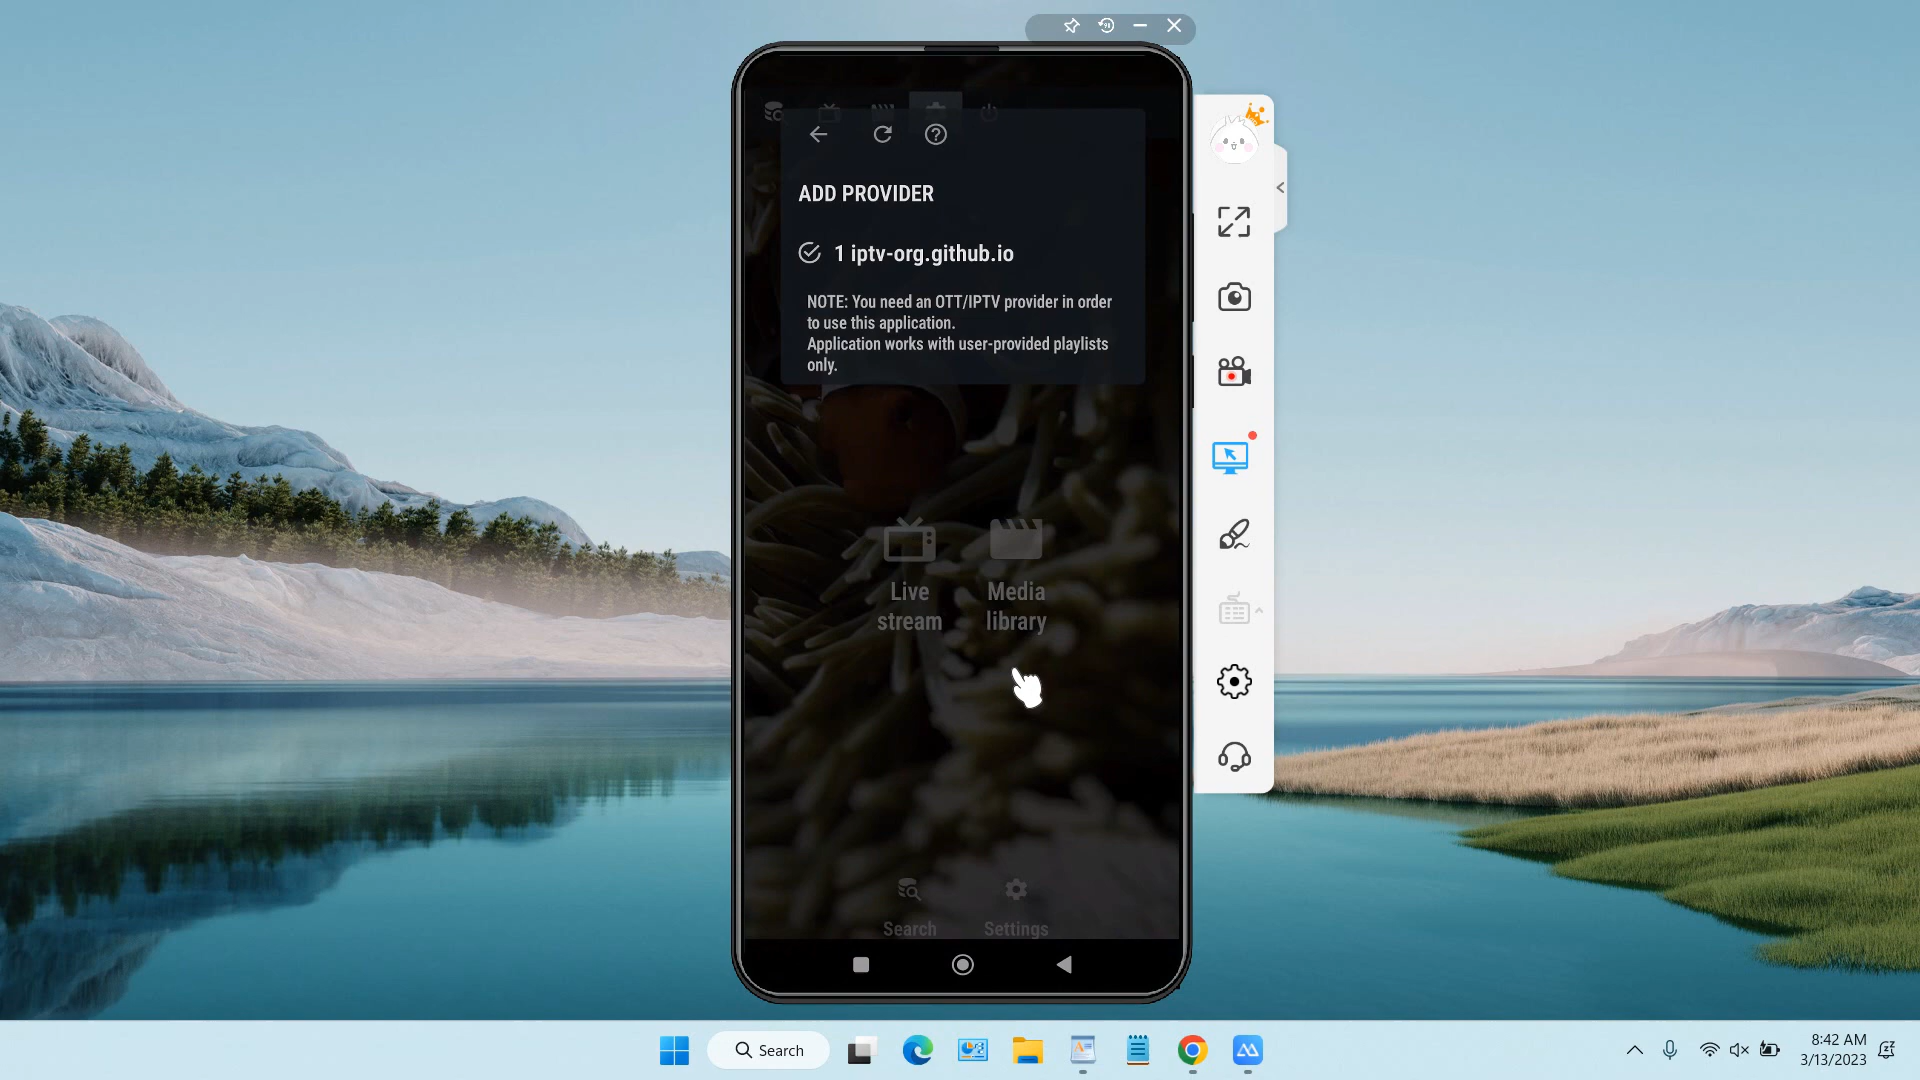 ADD PROVIDER
1 iptv-org.github.io
NOTE: You need an OTT/IPTV provider in order
to use this application.
Application works with user-provided playlists
only.
Live
stream
Media
library
Search
Settings
Search
8:42 AM
3/13/2023